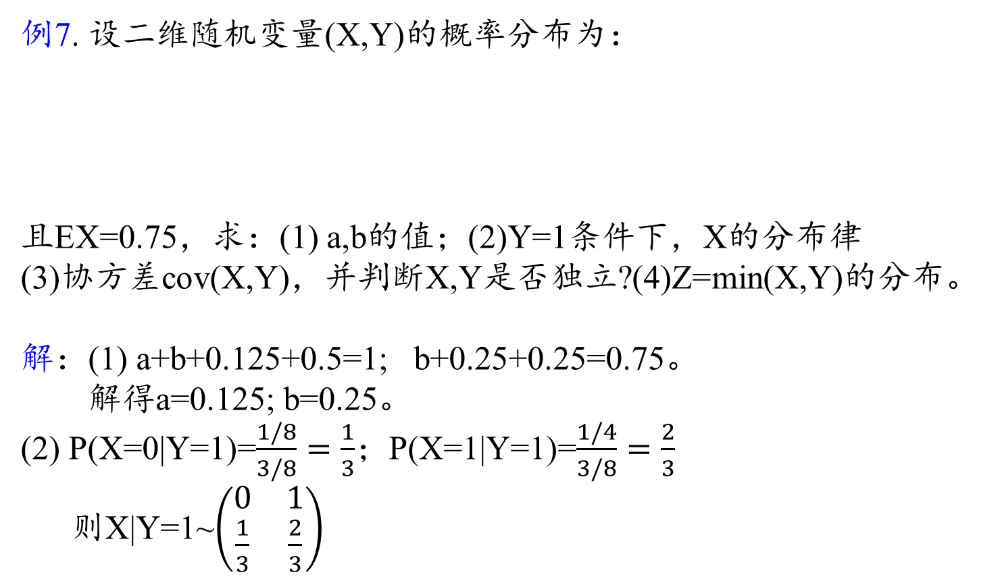 例7. 设二维随机变量(X,Y)的概率分布为：
且EX=0.75，求：(1) a,b的值；(2)Y=1条件下，X的分布律
(3)协方差cov(X,Y)，并判断X,Y是否独立?(4)Z=min(X,Y)的分布。
解：(1) a+b+0.125+0.5=1; b+0.25+0.25=0.75。
解得a=0.125; b=0.25。
(2) P(X=0|Y=1)=\frac{1/8}{3/8}=\frac{1}{3}；P(X=1|Y=1)=\frac{1/4}{3/8}=\frac{2}{3}
则X|Y=1~\begin{pmatrix}0 & 1\\ \frac{1}{3} & \frac{2}{3}\end{pmatrix}